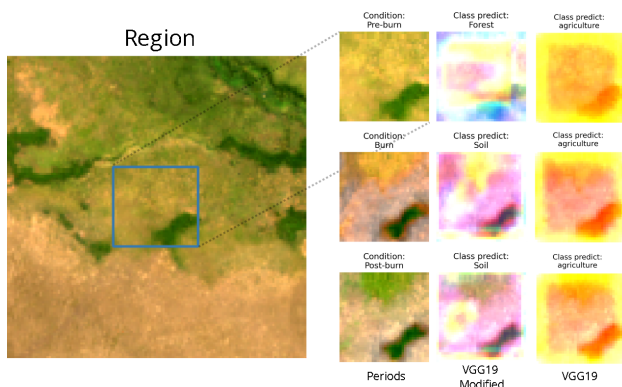 Region
Condition:
Pre-burn
Class predict:
Forest
Class predict:
agriculture
Condition:
Burn
Class predict:
Soil
Class predict:
agriculture
Condition:
Post-burn
Class predict:
Soil
Class predict:
agriculture
Periods
VGG19
Modified
VGG19